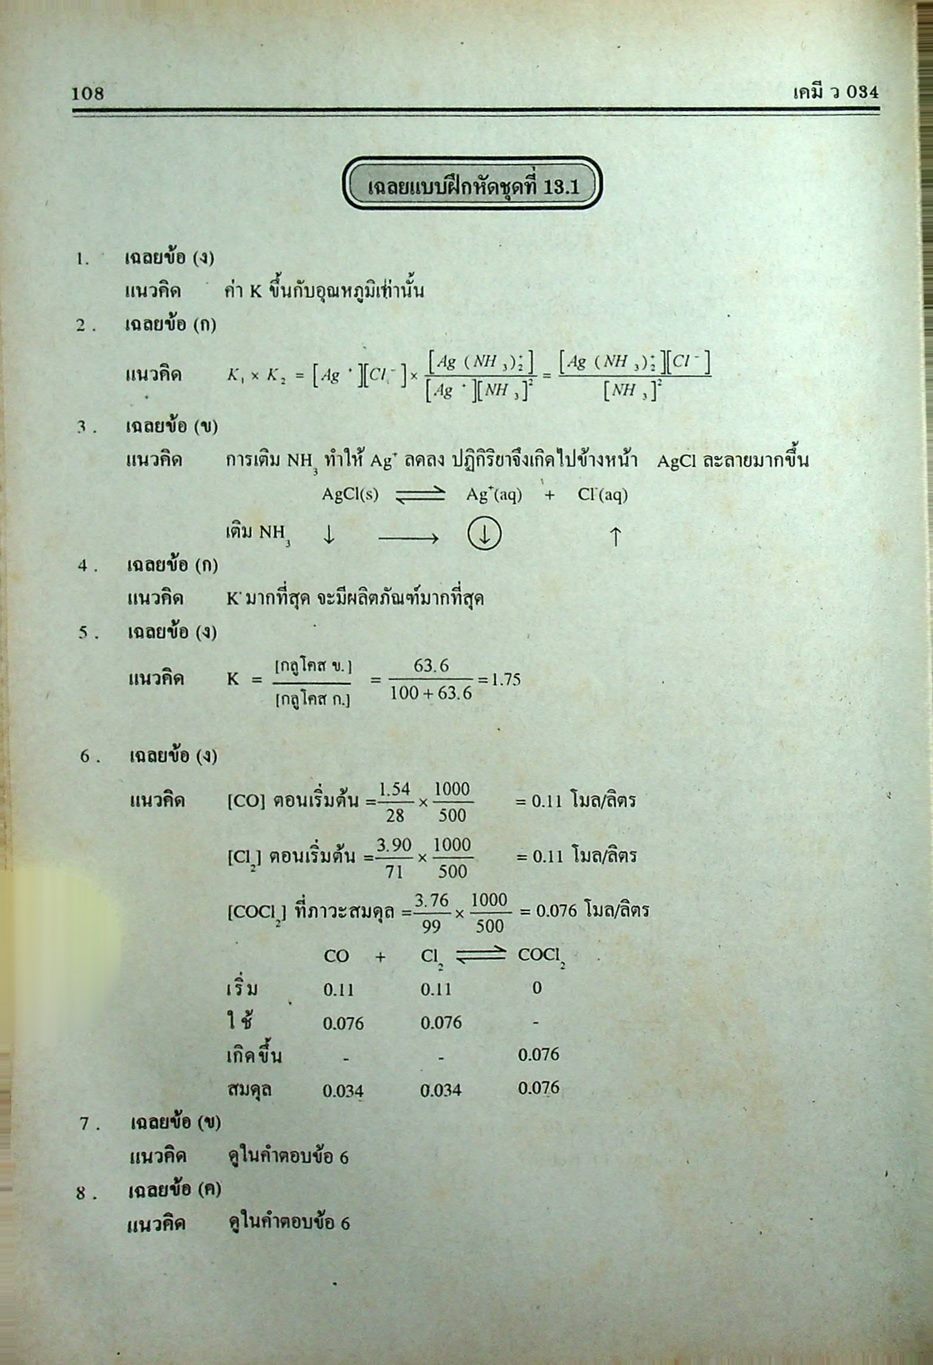 108 เคมี ว 034
เฉลยแบบฝึกหัดชุดที่ 13.1
1. เฉลยข้อ (ง)
แนวคิด ค่า K ขึ้นกับอุณหภูมิเท่านั้น
2. เฉลยข้อ (ก)
แนวคิด K₁ × K₂ = [Ag⁺][Cl⁻] × [Ag(NH₃)₂⁺]/[Ag⁺][NH₃]² = [Ag(NH₃)₂⁺][Cl⁻]/[NH₃]²
3. เฉลยข้อ (ข)
แนวคิด การเติม NH₃ ทำให้ Ag⁺ ลดลง ปฏิกิริยาจึงเกิดไปข้างหน้า AgCl ละลายมากขึ้น
AgCl(s) ⇌ Ag⁺(aq) + Cl⁻(aq)
เติม NH₃ ↓ → ↓ ↑
4. เฉลยข้อ (ก)
แนวคิด K มากที่สุด จะมีผลิตภัณฑ์มากที่สุด
5. เฉลยข้อ (ง)
แนวคิด K = [กลูโคส ข.]/[กลูโคส ก.] = 63.6/100 + 63.6 = 1.75
6. เฉลยข้อ (ง)
แนวคิด [CO] ตอนเริ่มต้น = 1.54/28 × 1000/500 = 0.11 โมล/ลิตร
[Cl₂] ตอนเริ่มต้น = 3.90/71 × 1000/500 = 0.11 โมล/ลิตร
[COCl₂] ที่ภาวะสมดุล = 3.76/99 × 1000/500 = 0.076 โมล/ลิตร
CO + Cl₂ ⇌ COCl₂
เริ่ม 0.11 0.11 0
ใช้ 0.076 0.076 -
เกิดขึ้น - - 0.076
สมดุล 0.034 0.034 0.076
7. เฉลยข้อ (ข)
แนวคิด ดูในคำตอบข้อ 6
8. เฉลยข้อ (ค)
แนวคิด ดูในคำตอบข้อ 6